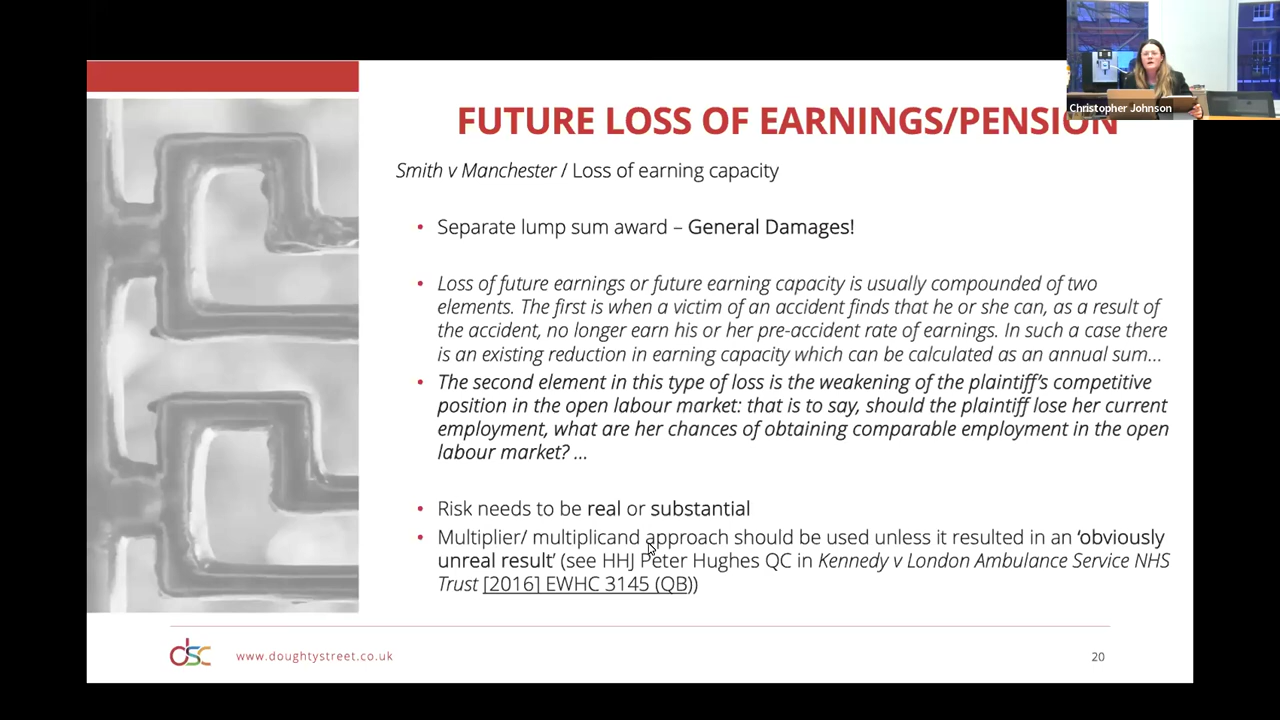 Christopher Johnson
FUTURE LOSS OF EARNINGS/PENSION
Smith v Manchester / Loss of earning capacity
• Separate lump sum award – General Damages!
• Loss of future earnings or future earning capacity is usually compounded of two
elements. The first is when a victim of an accident finds that he or she can, as a result of
the accident, no longer earn his or her pre-accident rate of earnings. In such a case there
is an existing reduction in earning capacity which can be calculated as an annual sum...
• The second element in this type of loss is the weakening of the plaintiff's competitive
position in the open labour market: that is to say, should the plaintiff lose her current
employment, what are her chances of obtaining comparable employment in the open
labour market? ...
• Risk needs to be real or substantial
• Multiplier/ multiplicand approach should be used unless it resulted in an ‘obviously
unreal result’ (see HHJ Peter Hughes QC in Kennedy v London Ambulance Service NHS
Trust [2016] EWHC 3145 (QB))
dsc
www.doughtystreet.co.uk
20